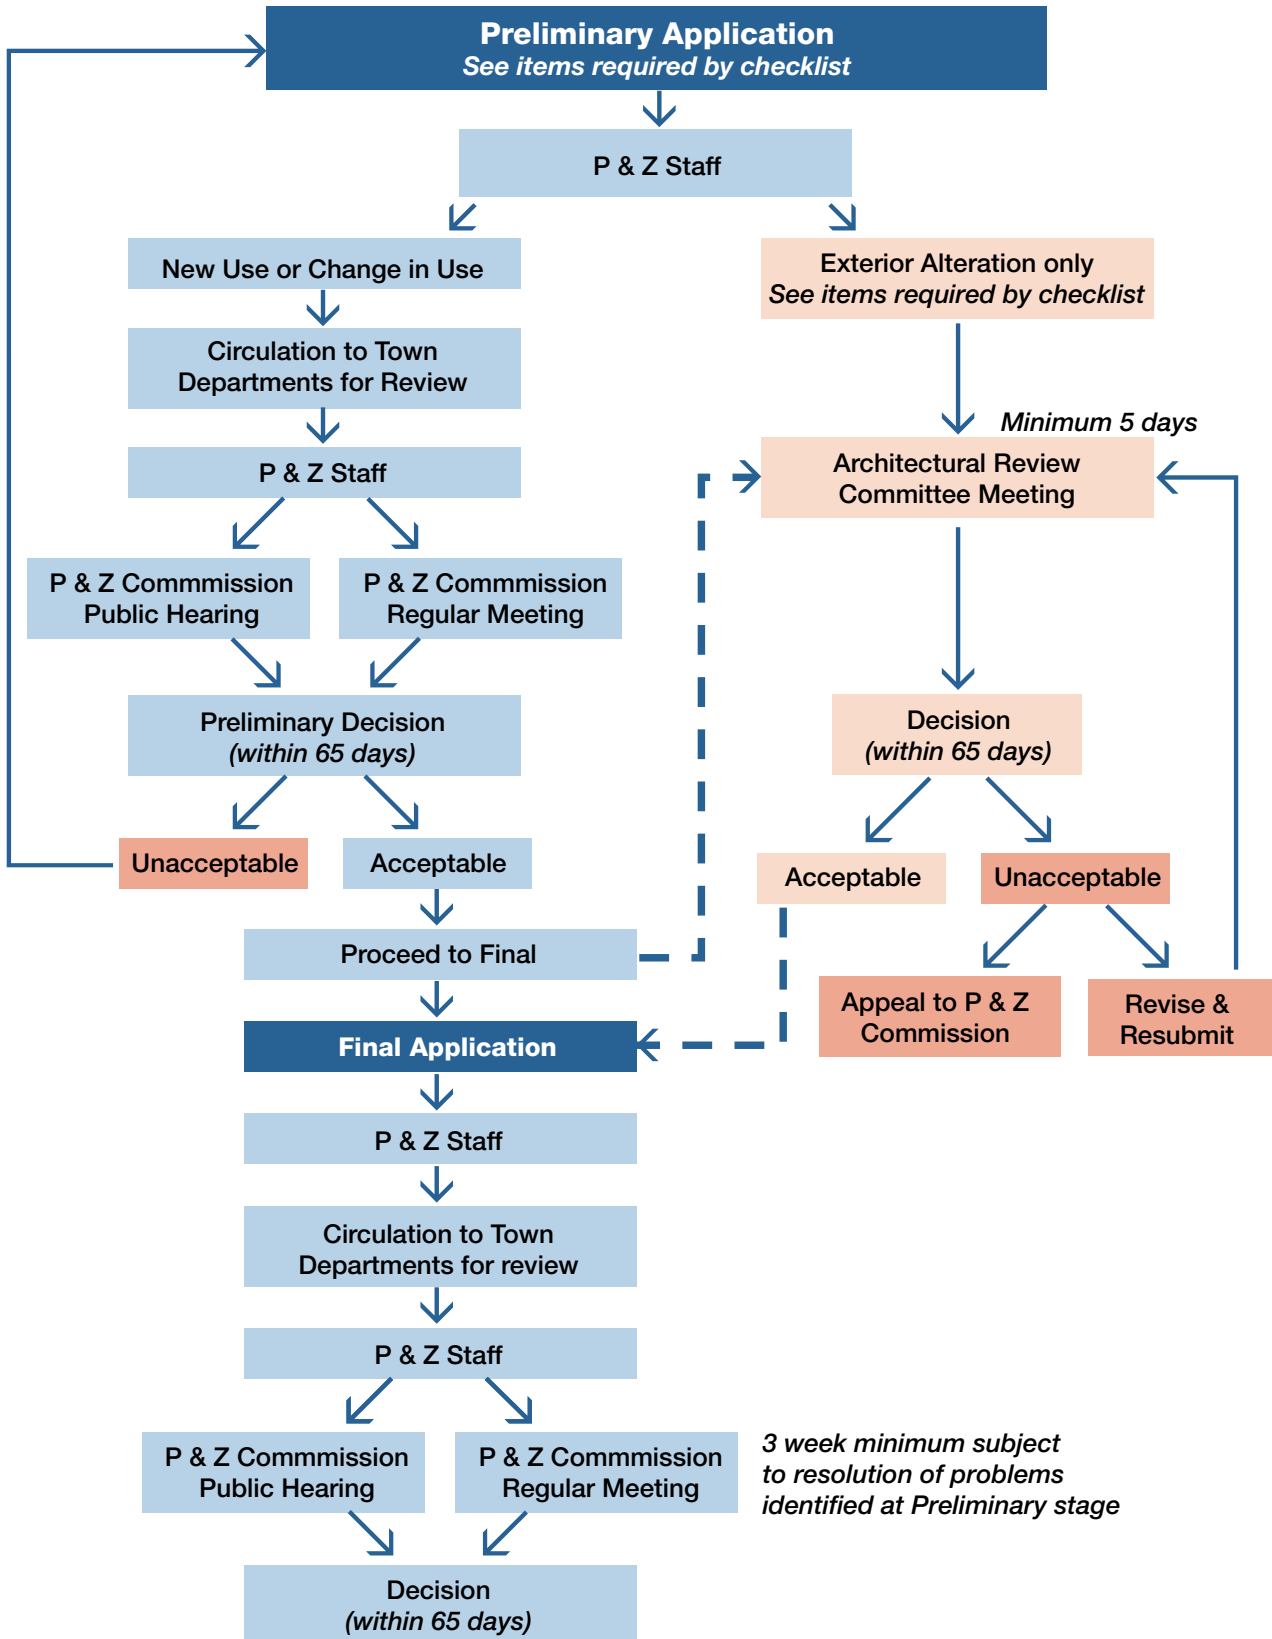 Preliminary Application
See items required by checklist
P & Z Staff
New Use or Change in Use
Exterior Alteration only
See items required by checklist
Circulation to Town
Departments for Review
Minimum 5 days
P & Z Staff
Architectural Review
Committee Meeting
P & Z Commmission
Public Hearing
P & Z Commmission
Regular Meeting
Preliminary Decision
(within 65 days)
Decision
(within 65 days)
Unacceptable
Acceptable
Acceptable
Unacceptable
Proceed to Final
Appeal to P & Z
Commission
Revise &
Resubmit
Final Application
P & Z Staff
Circulation to Town
Departments for review
P & Z Staff
P & Z Commmission
Public Hearing
P & Z Commmission
Regular Meeting
3 week minimum subject
to resolution of problems
identified at Preliminary stage
Decision
(within 65 days)